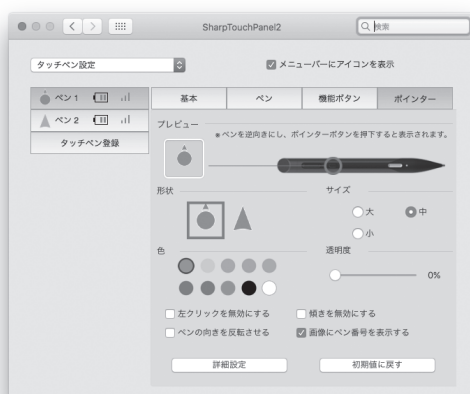 SharpTouchPanel2
検索
タッチペン設定
メニューバーにアイコンを表示
ペン 1
ペン 2
タッチペン登録
基本
ペン
機能ボタン
ポインター
プレビュー
※ ペンを逆向きにし、ポインターボタンを押下すると表示されます。
形状
サイズ
大
中
小
色
透明度
0%
左クリックを無効にする
傾きを無効にする
ペンの向きを反転させる
画像にペン番号を表示する
詳細設定
初期値に戻す